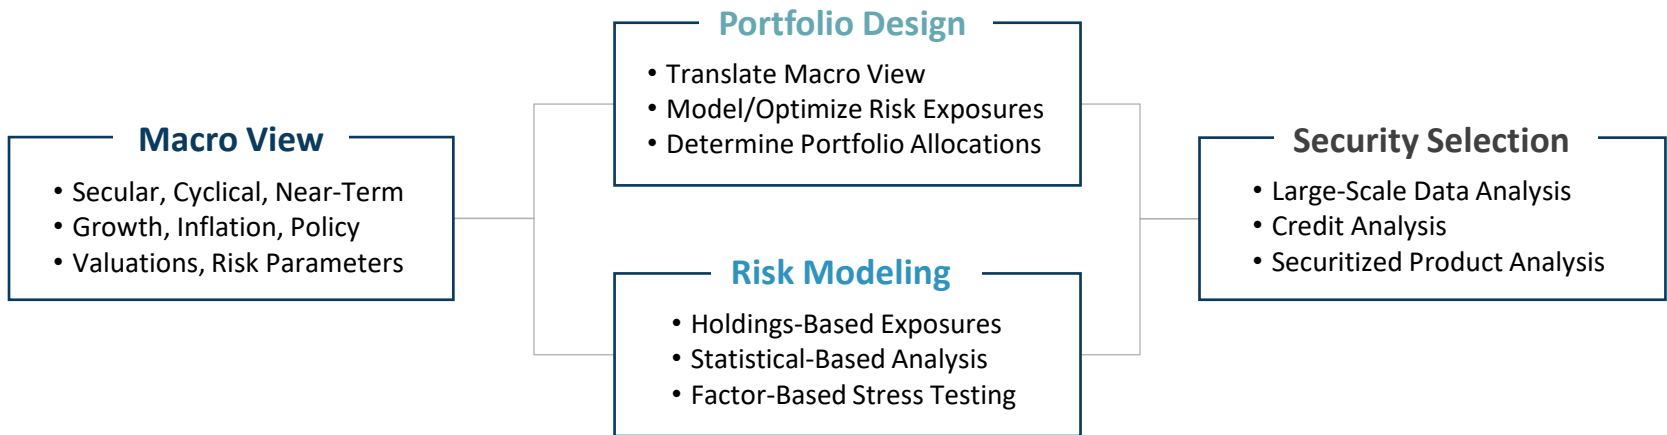 Macro View
• Secular, Cyclical, Near-Term
• Growth, Inflation, Policy
• Valuations, Risk Parameters
Portfolio Design
• Translate Macro View
• Model/Optimize Risk Exposures
• Determine Portfolio Allocations
Risk Modeling
• Holdings-Based Exposures
• Statistical-Based Analysis
• Factor-Based Stress Testing
Security Selection
• Large-Scale Data Analysis
• Credit Analysis
• Securitized Product Analysis